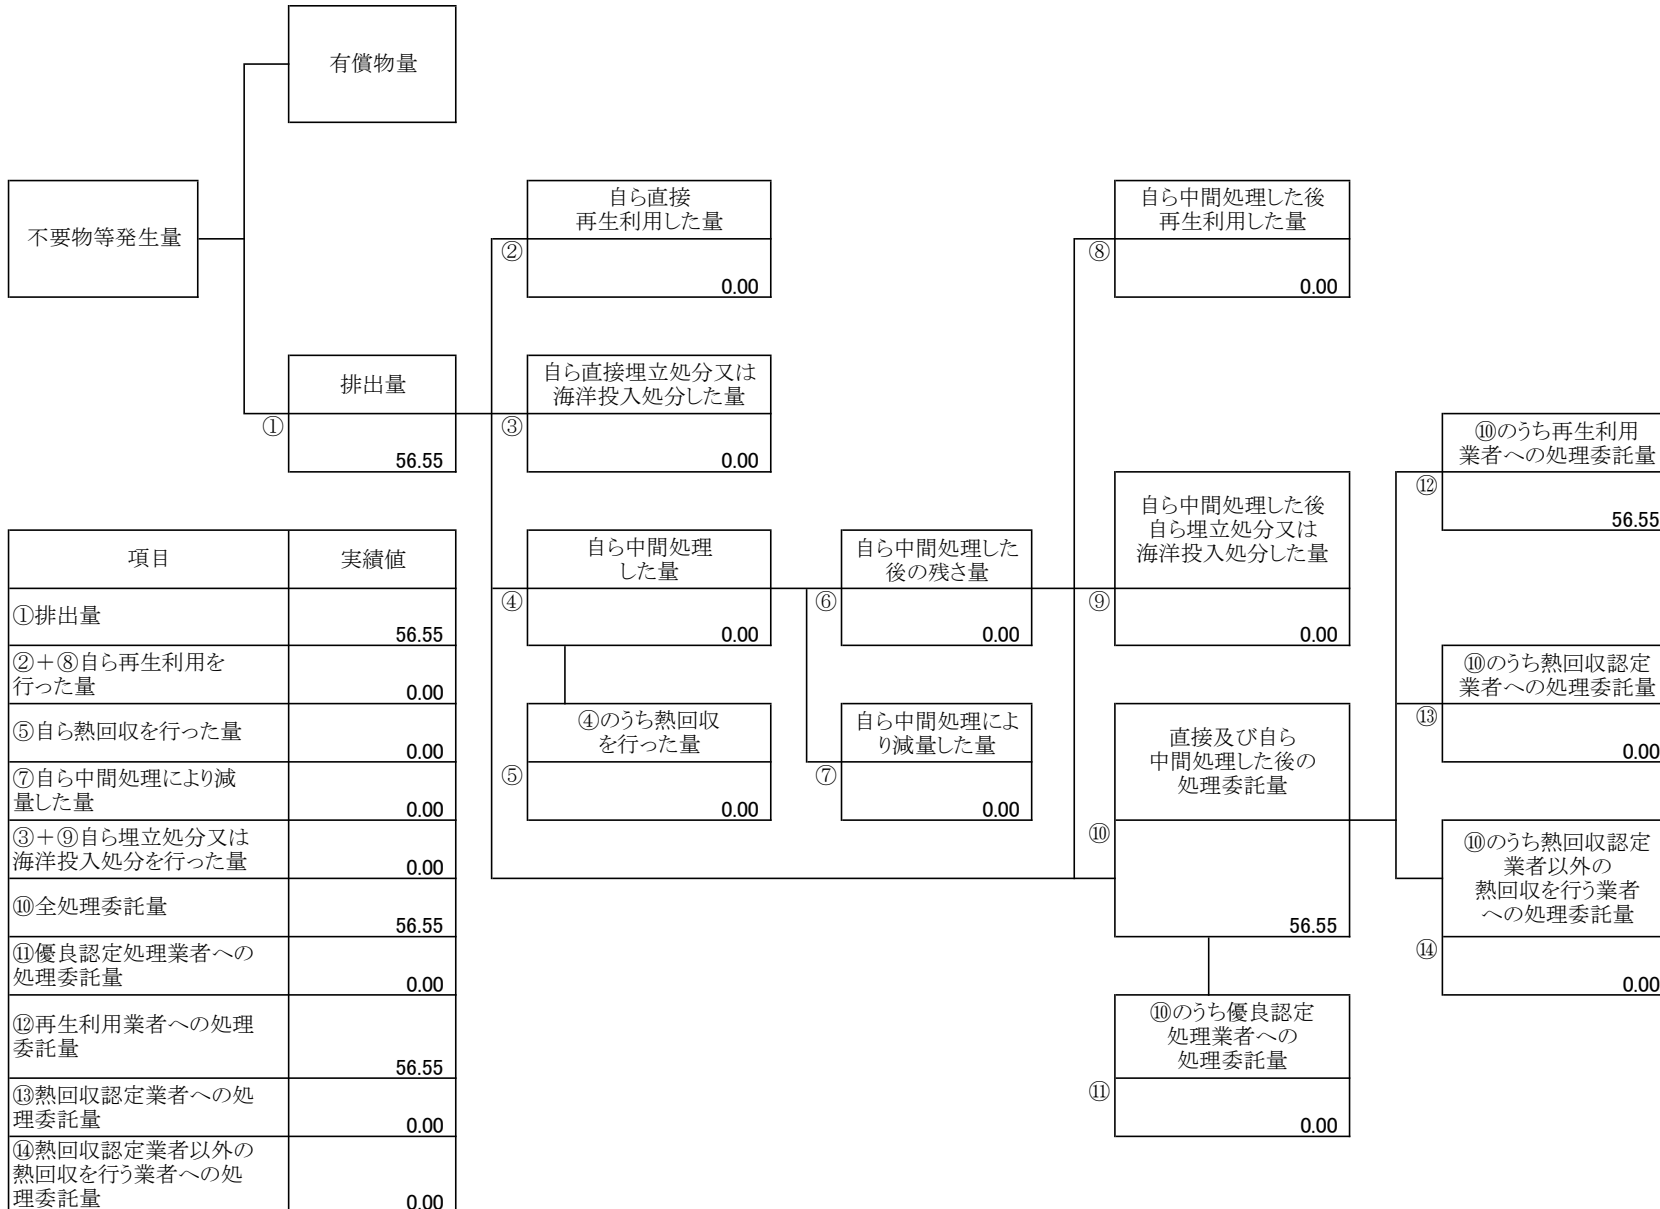 有償物量
不要物等発生量
自ら直接
再生利用した量
②
0.00
自ら中間処理した後
再生利用した量
⑧
0.00
排出量
①
56.55
自ら直接埋立処分又は
海洋投入処分した量
③
0.00
⑩のうち再生利用
業者への処理委託量
⑫
56.55
自ら中間処理
した量
④
0.00
自ら中間処理した
後の残さ量
⑥
0.00
自ら中間処理した後
自ら埋立処分又は
海洋投入処分した量
⑨
0.00
⑩のうち熱回収認定
業者への処理委託量
⑬
0.00
④のうち熱回収
を行った量
⑤
0.00
自ら中間処理によ
り減量した量
⑦
0.00
直接及び自ら
中間処理した後の
処理委託量
⑩
56.55
⑩のうち熱回収認定
業者以外の
熱回収を行う業者
への処理委託量
⑭
0.00
⑩のうち優良認定
処理業者への
処理委託量
⑪
0.00
項目 実績値
①排出量
56.55
②+⑧自ら再生利用を
行った量
0.00
⑤自ら熱回収を行った量
0.00
⑦自ら中間処理により減
量した量
0.00
③+⑨自ら埋立処分又は
海洋投入処分を行った量
0.00
⑩全処理委託量
56.55
⑪優良認定処理業者への
処理委託量
0.00
⑫再生利用業者への処理
委託量
56.55
⑬熱回収認定業者への処
理委託量
0.00
⑭熱回収認定業者以外の
熱回収を行う業者への処
理委託量
0.00